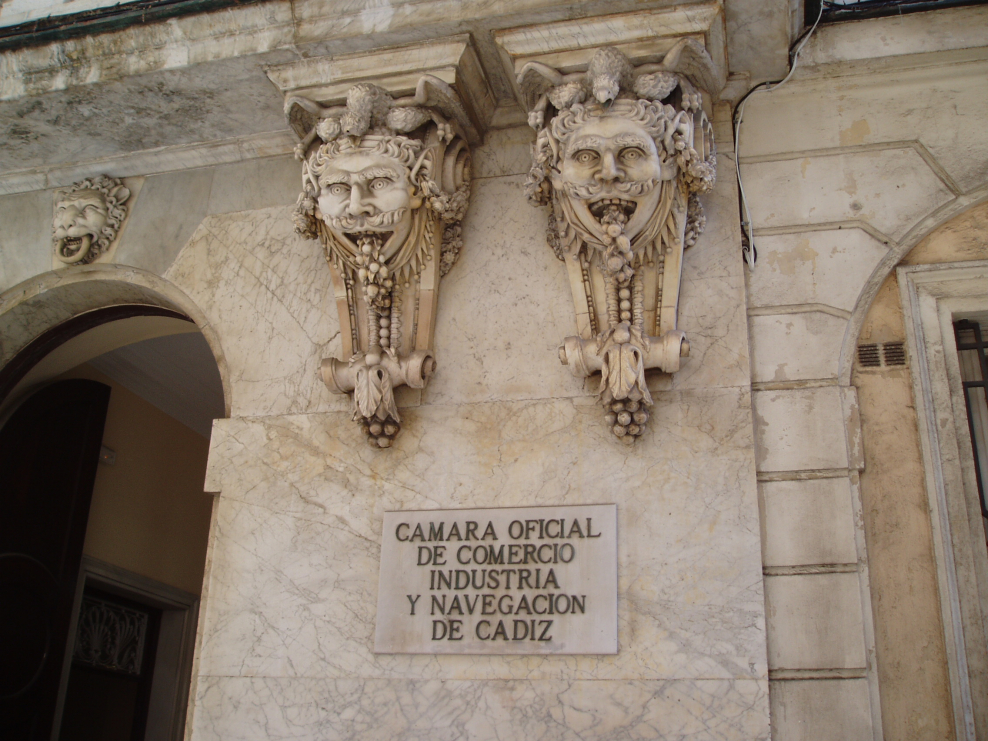 CAMARA OFICIAL
DE COMERCIO
INDUSTRIA
Y NAVEGACION
DE CADIZ